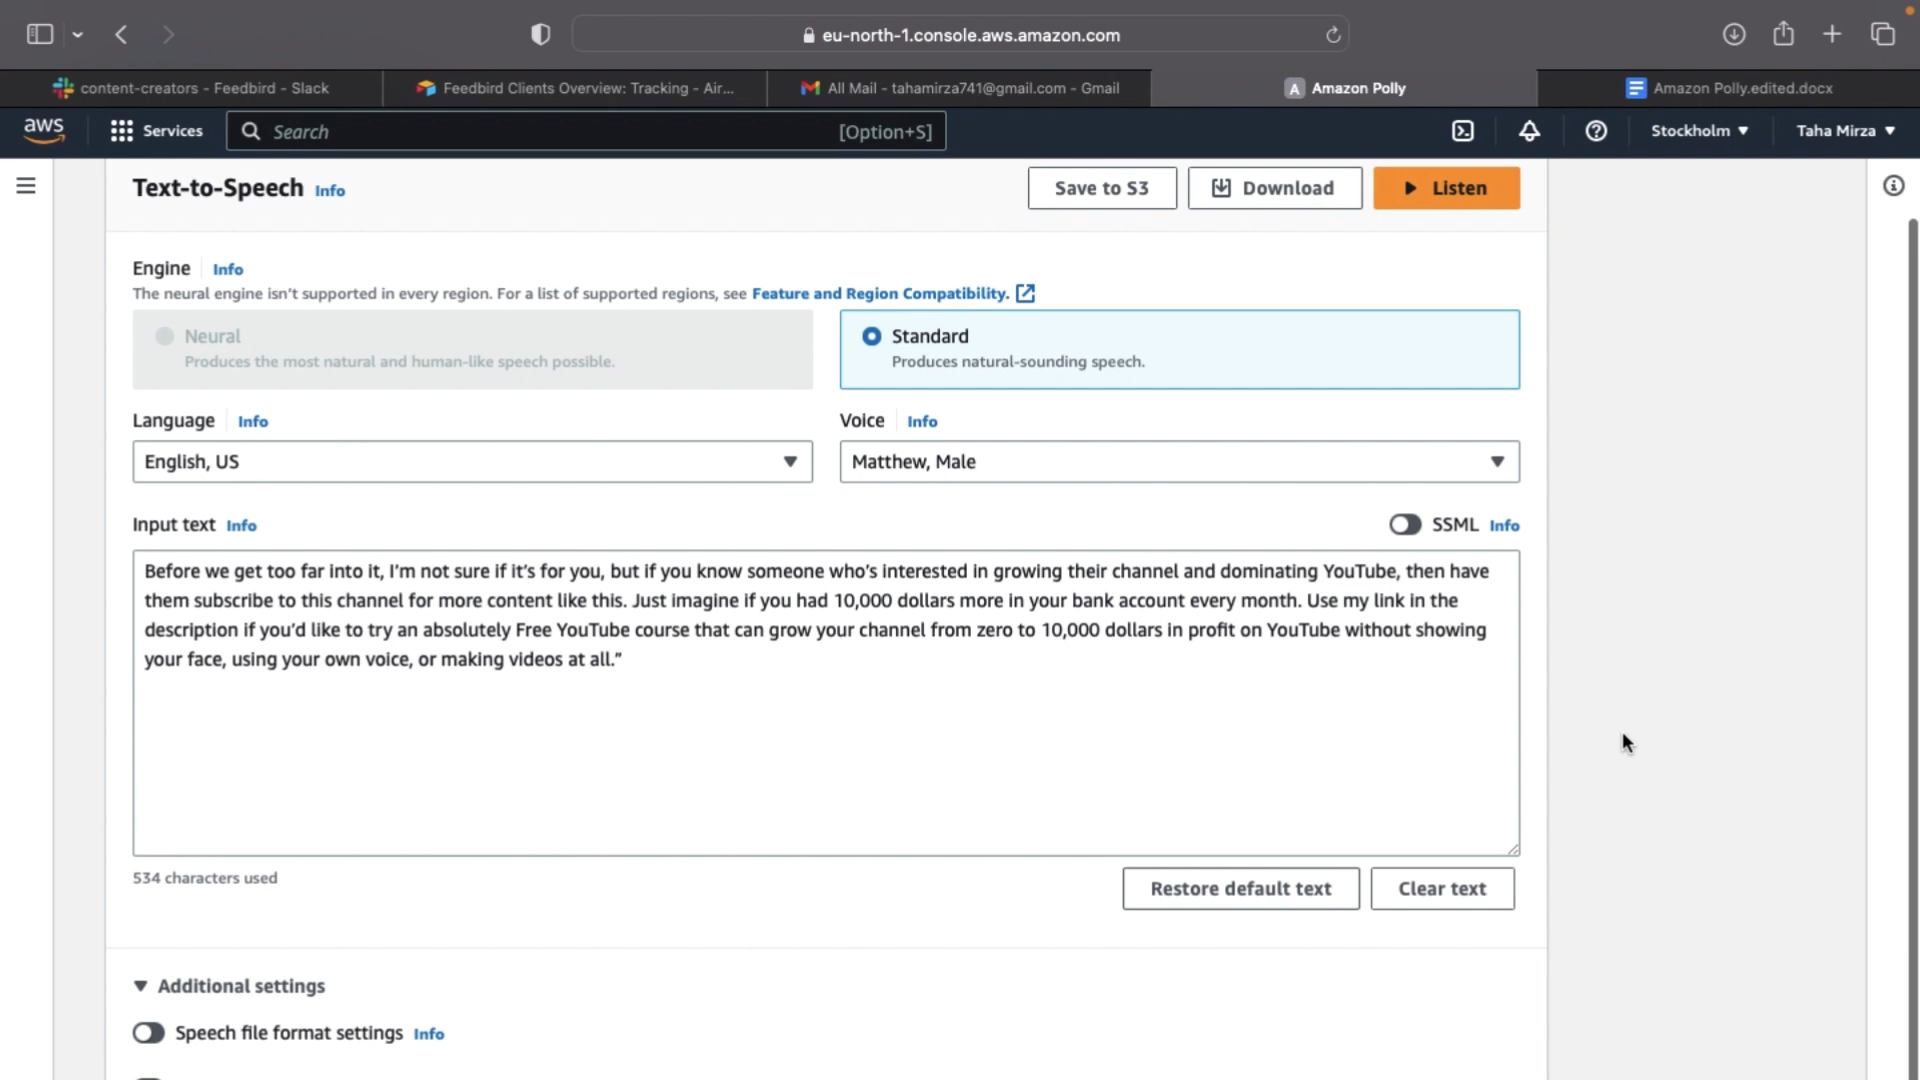 eu-north-1.console.aws.amazon.com
content-creators - Feedbird - Slack
Feedbird Clients Overview: Tracking - Air...
All Mail - tahamirza741@gmail.com - Gmail
A Amazon Polly
Amazon Polly.edited.docx
aws
Services
Search
[Option+S]
Stockholm ▼
Taha Mirza ▼
Text-to-Speech Info
Save to S3
Download
Listen
Engine Info
The neural engine isn't supported in every region. For a list of supported regions, see Feature and Region Compatibility.
Neural
Produces the most natural and human-like speech possible.
Standard
Produces natural-sounding speech.
Language Info
Voice Info
English, US
Matthew, Male
Input text Info
SSML Info
Before we get too far into it, I’m not sure if it’s for you, but if you know someone who’s interested in growing their channel and dominating YouTube, then have
them subscribe to this channel for more content like this. Just imagine if you had 10,000 dollars more in your bank account every month. Use my link in the
description if you’d like to try an absolutely Free YouTube course that can grow your channel from zero to 10,000 dollars in profit on YouTube without showing
your face, using your own voice, or making videos at all.”
534 characters used
Restore default text
Clear text
Additional settings
Speech file format settings Info